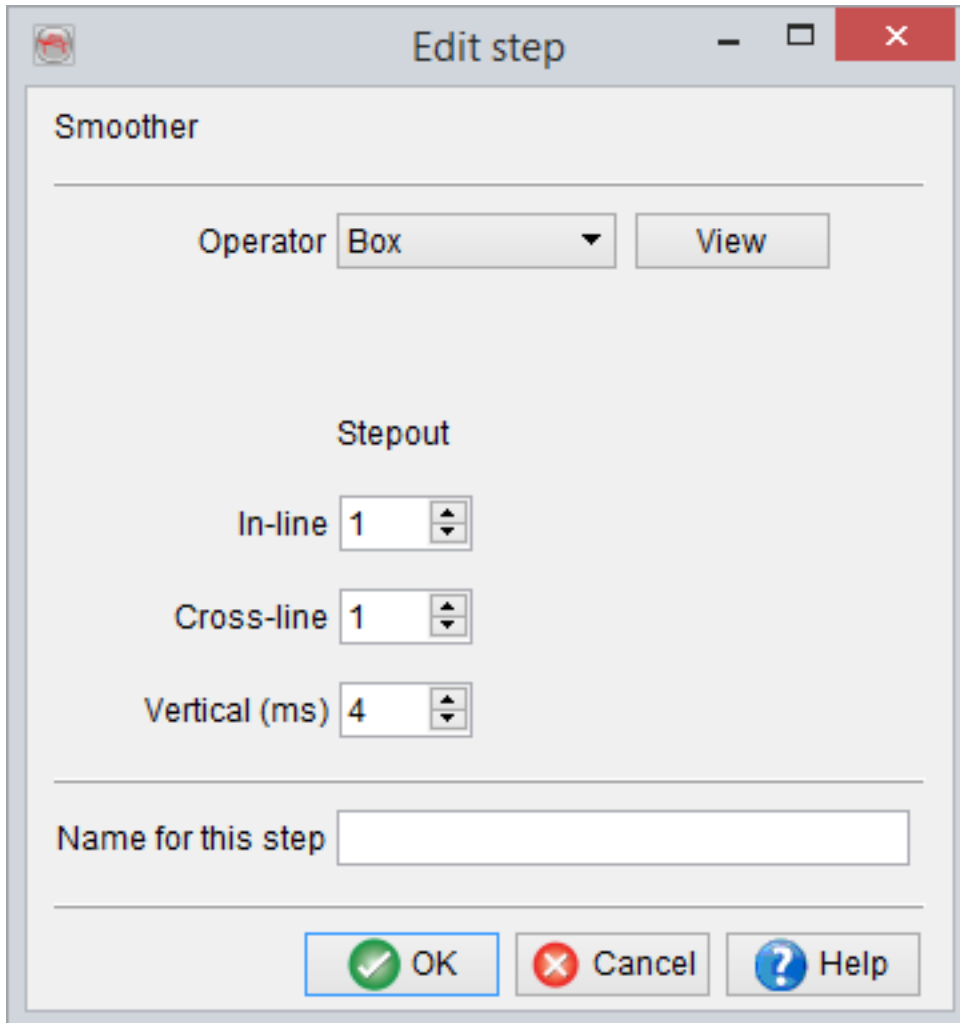 Edit step
Smoother
Operator Box View
Stepout
In-line 1
Cross-line 1
Vertical (ms) 4
Name for this step
OK Cancel Help